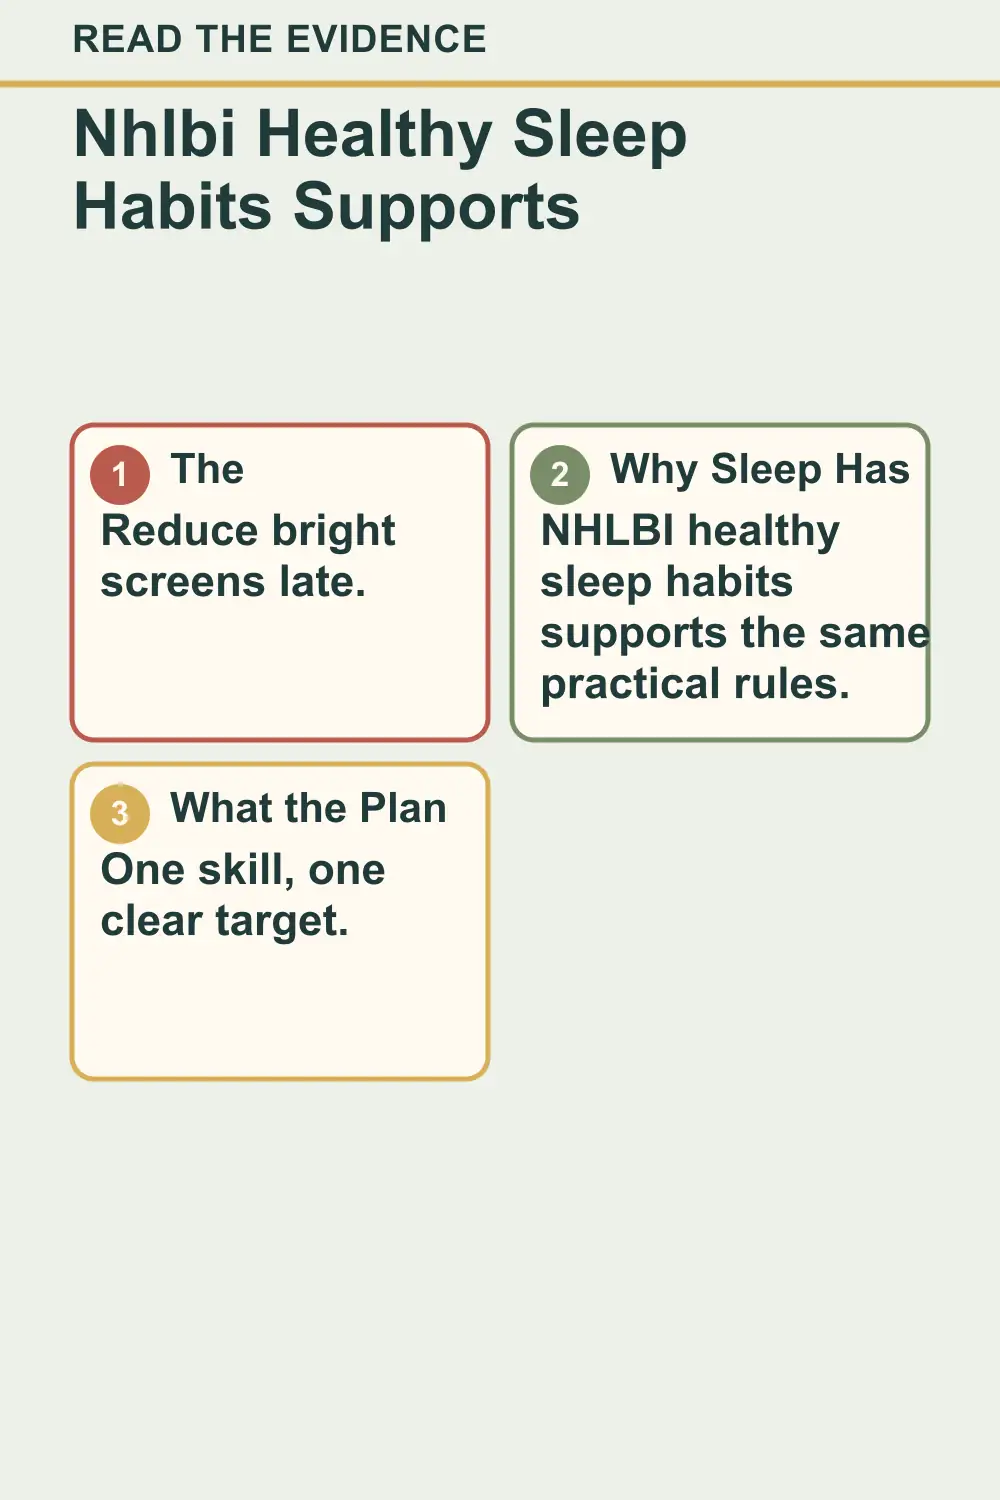 READ THE EVIDENCE
Nhlbi Healthy Sleep
Habits Supports
1 The
Reduce bright
screens late.
2 Why Sleep Has
NHLBI healthy
sleep habits
supports the same
practical rules.
3 What the Plan
One skill, one
clear target.